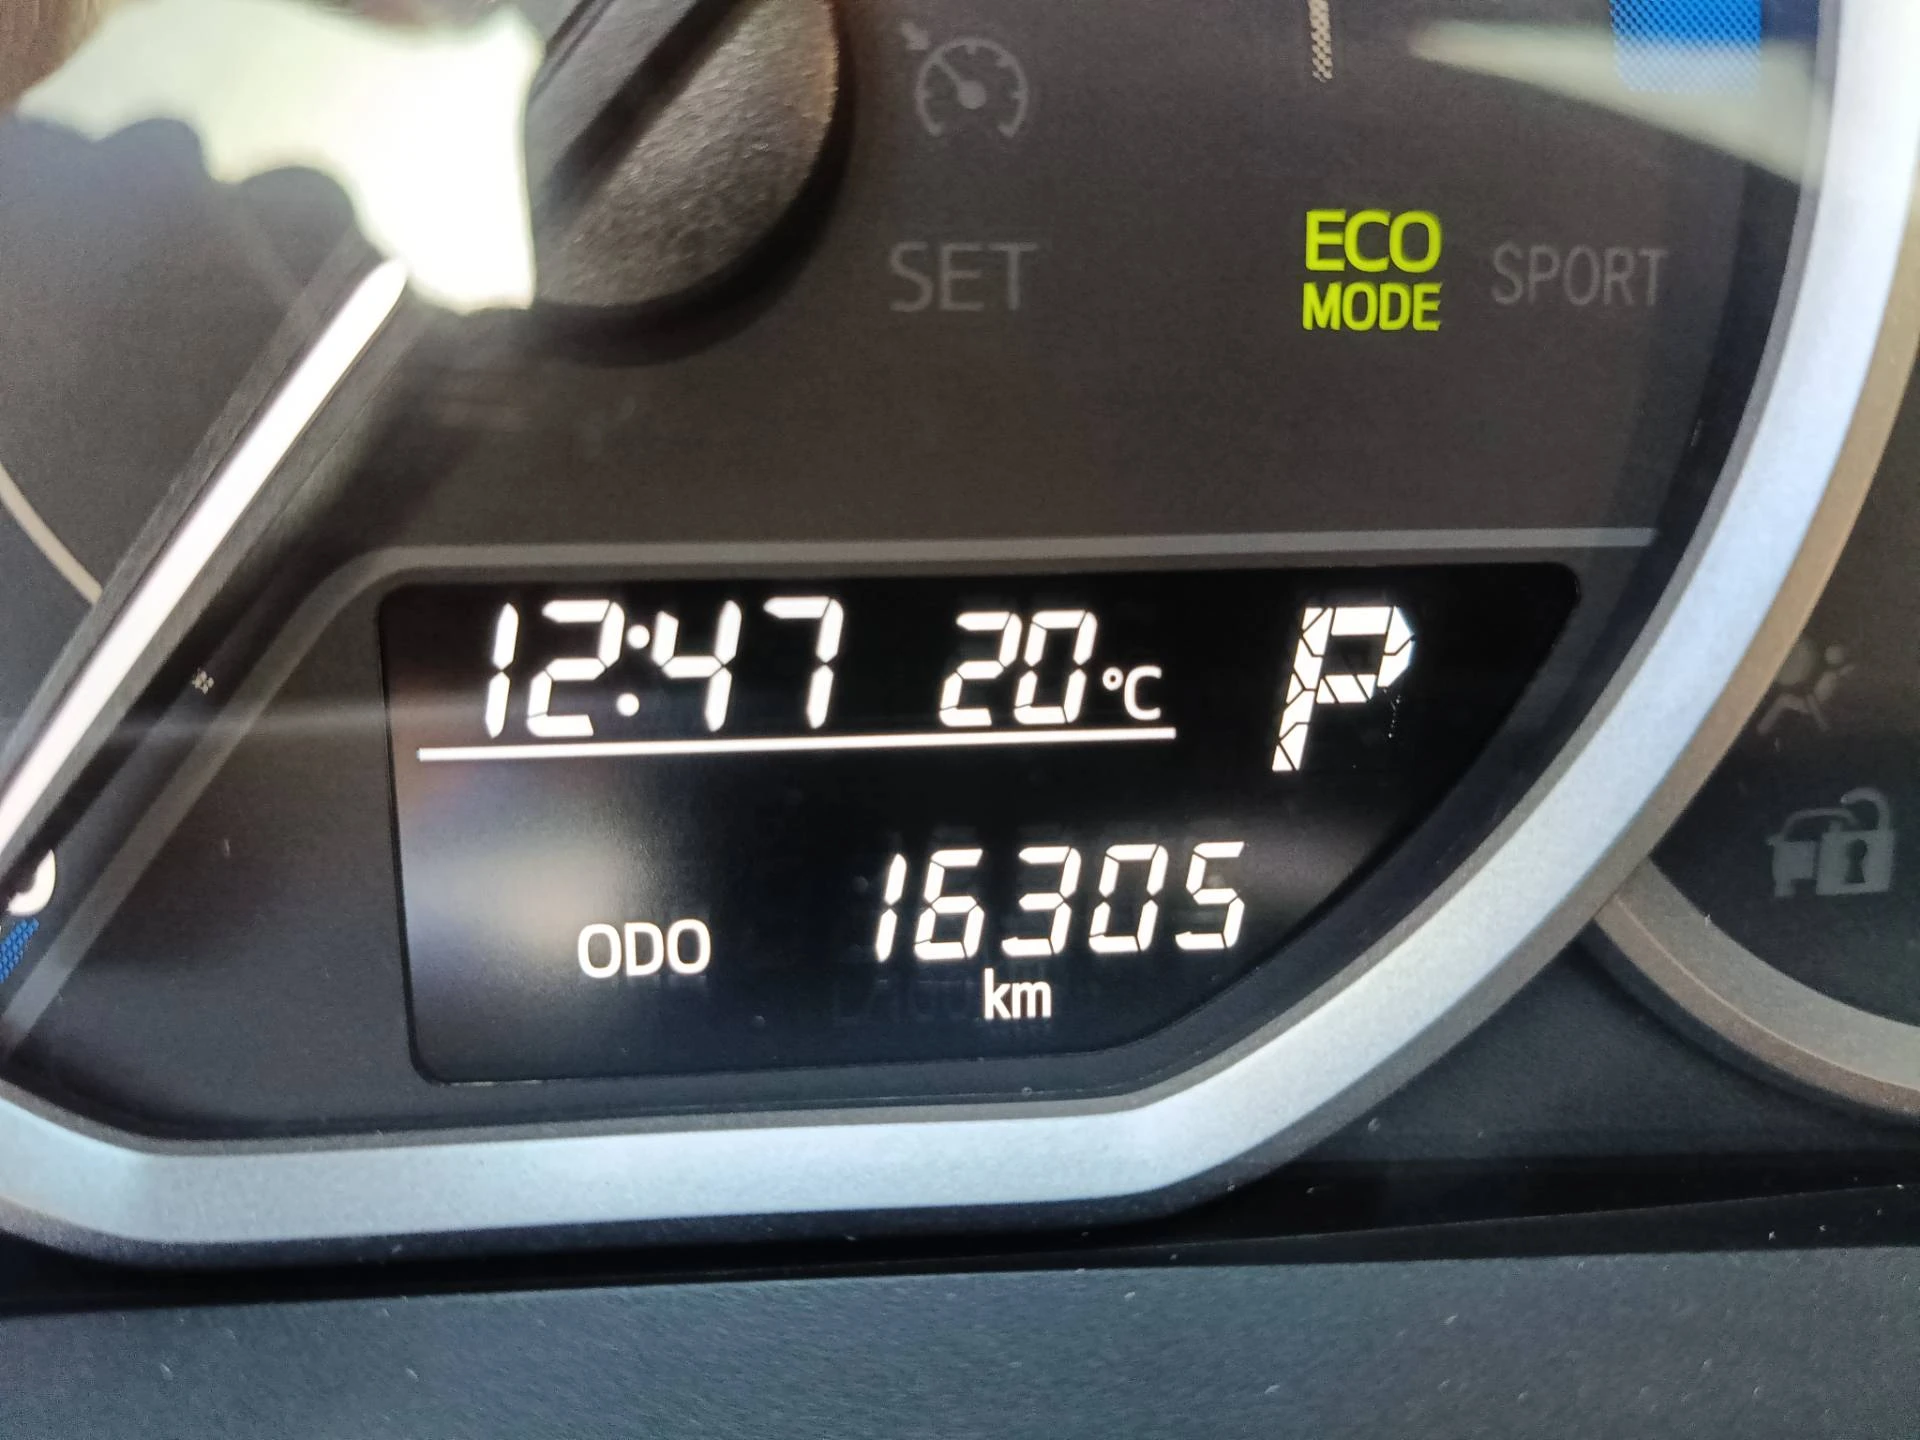 SET
ECO
MODE
SPORT
12:47 20°C P
ODO 16305
km